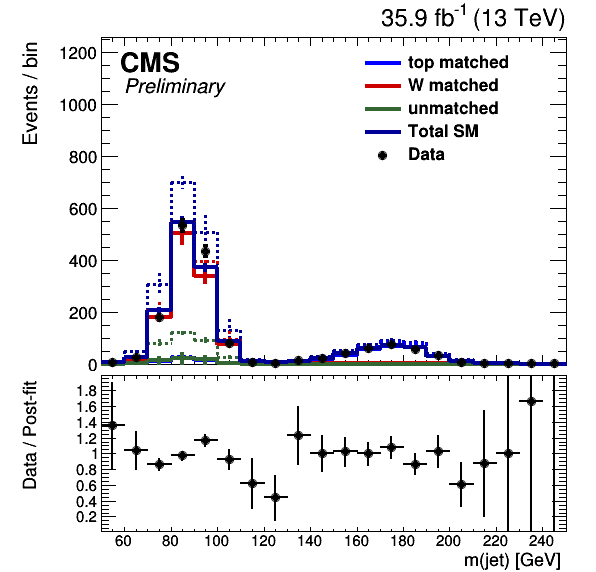 35.9 fb⁻¹ (13 TeV)
CMS
Preliminary
top matched
W matched
unmatched
Total SM
Data
Events / bin
1200
1000
800
600
400
200
0
Data / Post-fit
1.8
1.6
1.4
1.2
1
0.8
0.6
0.4
0.2
60 80 100 120 140 160 180 200 220 240
m(jet) [GeV]